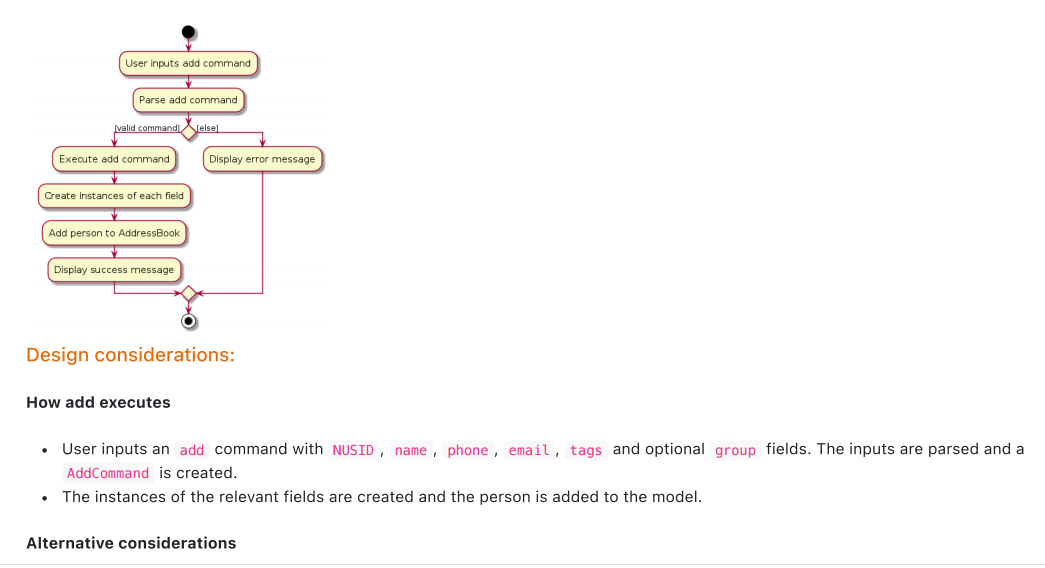 User inputs add command
Parse add command
[valid command] [else]
Execute add command
Display error message
Create instances of each field
Add person to AddressBook
Display success message
Design considerations:
How add executes
• User inputs an add command with NUSID, name, phone, email, tags and optional group fields. The inputs are parsed and a
AddCommand is created.
• The instances of the relevant fields are created and the person is added to the model.
Alternative considerations